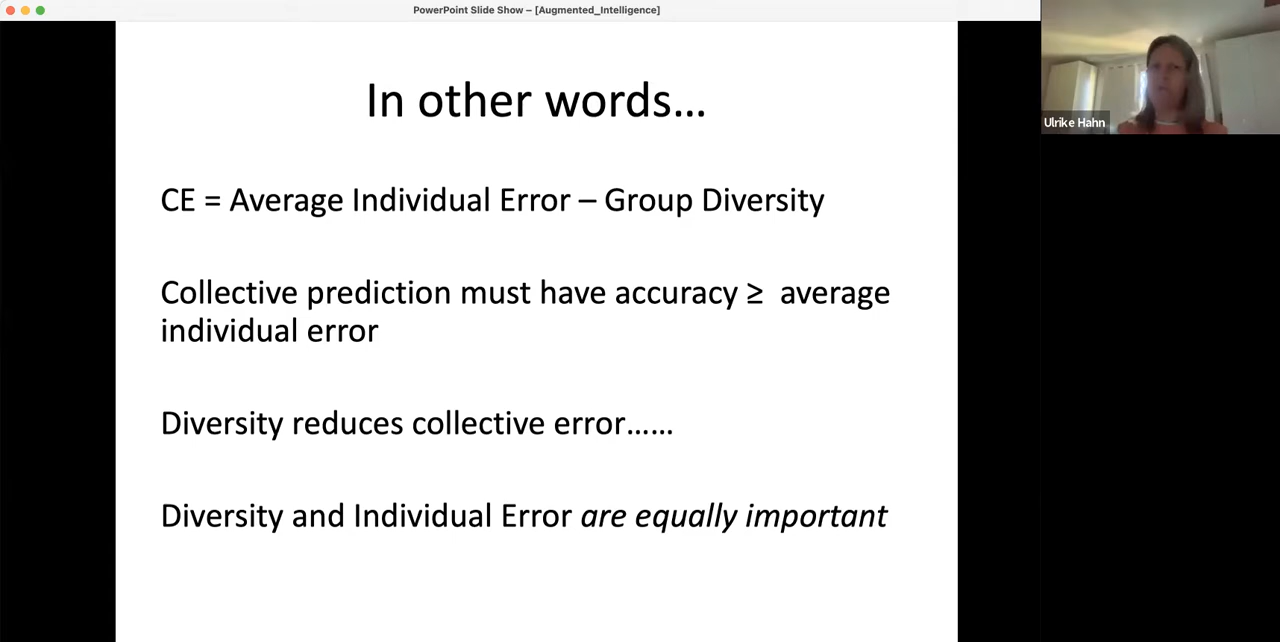 PowerPoint Slide Show – [Augmented_Intelligence]
Ulrike Hahn
In other words…
CE = Average Individual Error – Group Diversity
Collective prediction must have accuracy ≥ average
individual error
Diversity reduces collective error……
Diversity and Individual Error are equally important